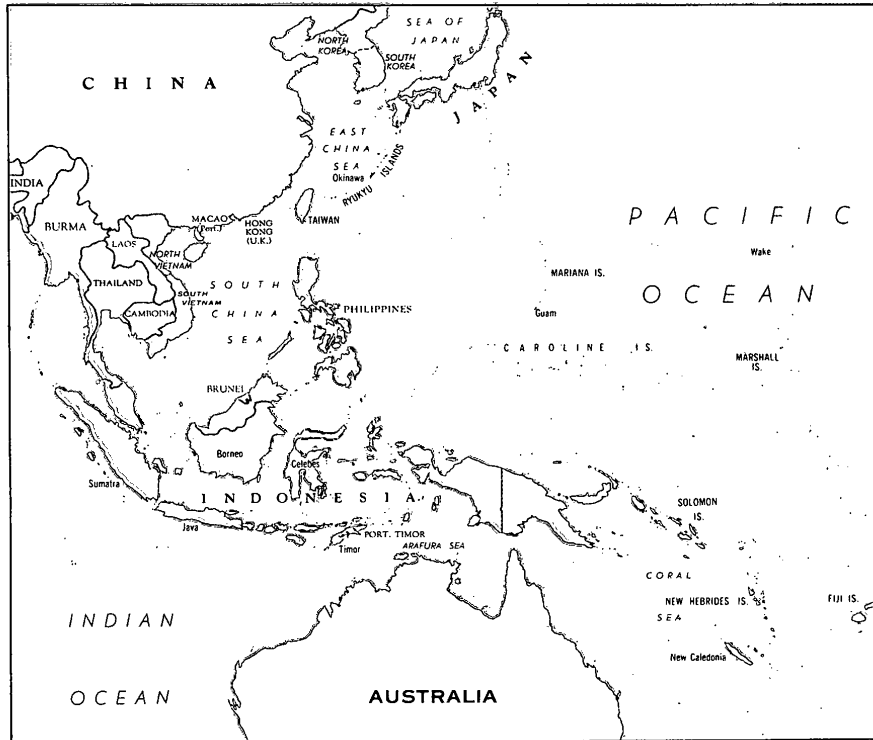 SEA OF
JAPAN
NORTH
KOREA
SOUTH
KOREA
CHINA
JAPAN
EAST
CHINA
SEA
Okinawa
RYUKYU ISLANDS
INDIA
BURMA
MACAO
(Port.)
HONG
KONG
(U.K.)
TAIWAN
LAOS
NORTH
VIETNAM
THAILAND
SOUTH
VIETNAM
CAMBODIA
SOUTH
CHINA
SEA
PHILIPPINES
PACIFIC
OCEAN
Wake
MARIANA IS.
Guam
CAROLINE IS.
MARSHALL
IS.
BRUNEI
Borneo
Celebes
Sumatra
INDONESIA
Java
PORT. TIMOR
Timor
ARAFURA SEA
SOLOMON
IS.
CORAL
SEA
NEW HEBRIDES IS.
FIJI IS.
New Caledonia
INDIAN
OCEAN
AUSTRALIA